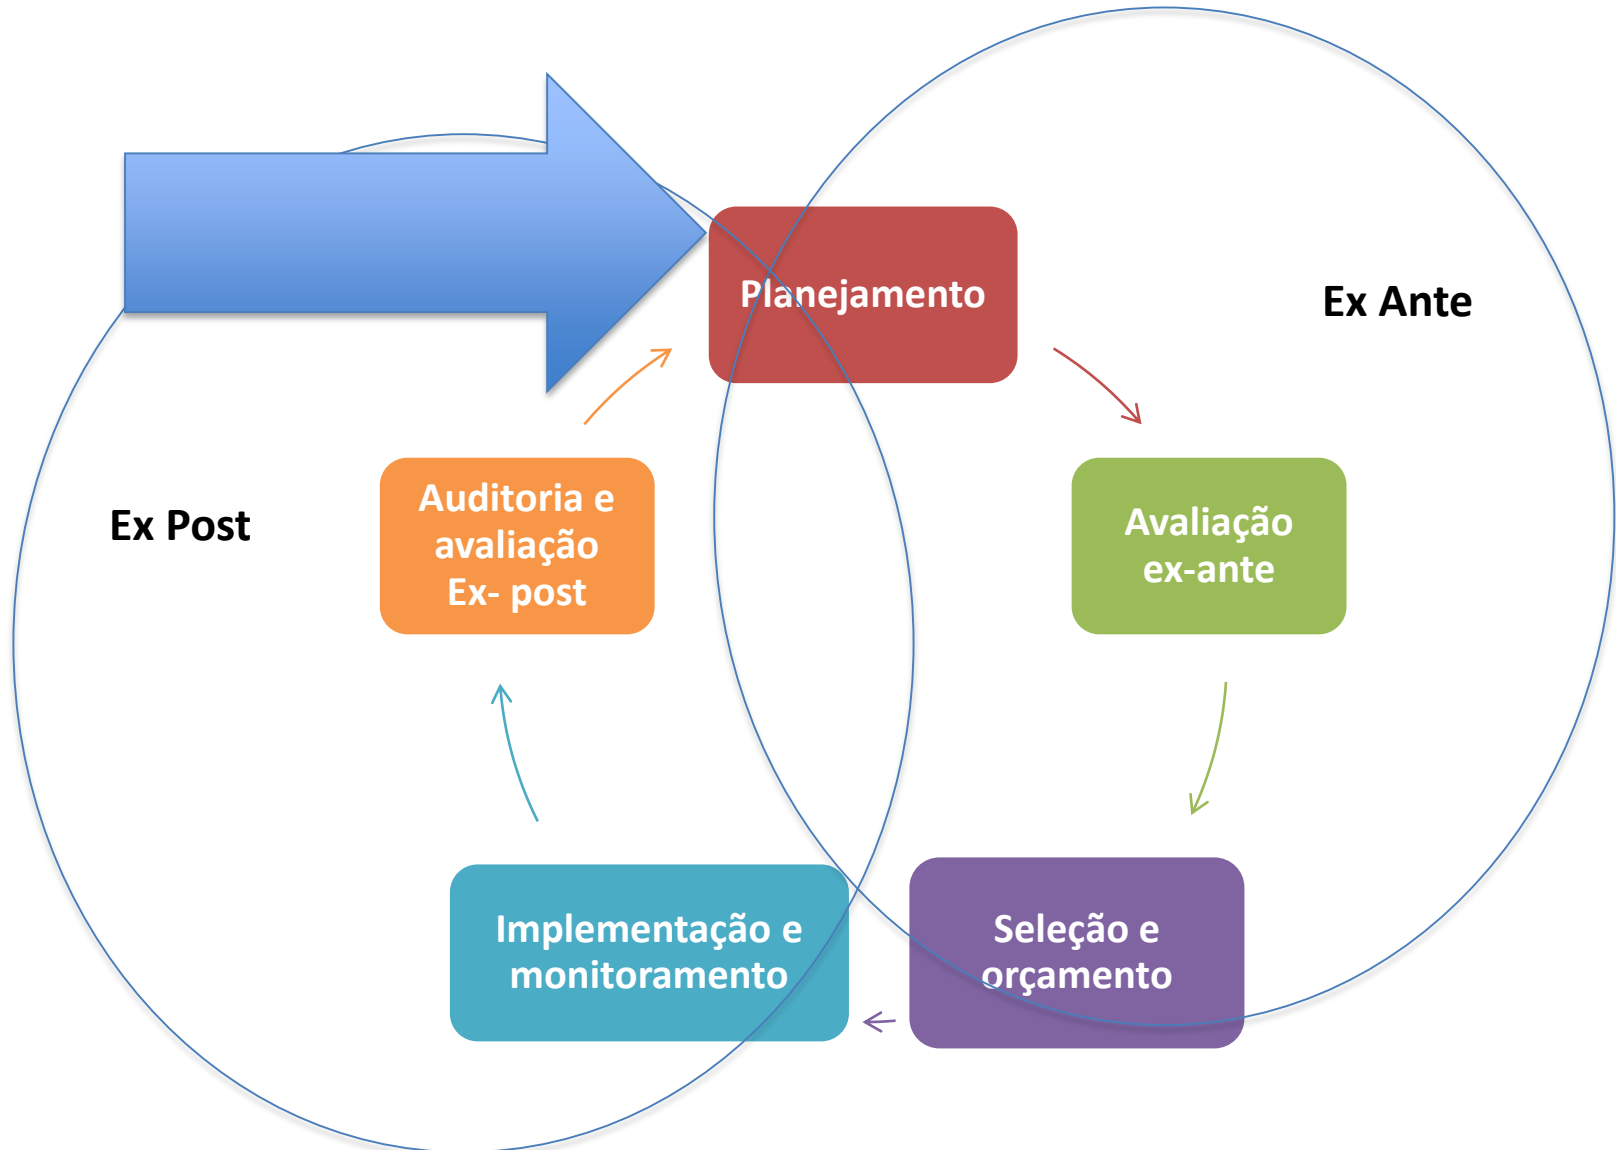 Planejamento
Ex Ante
Auditoria e
avaliação
Ex- post
Ex Post
Avaliação
ex-ante
Implementação e
monitoramento
Seleção e
orçamento